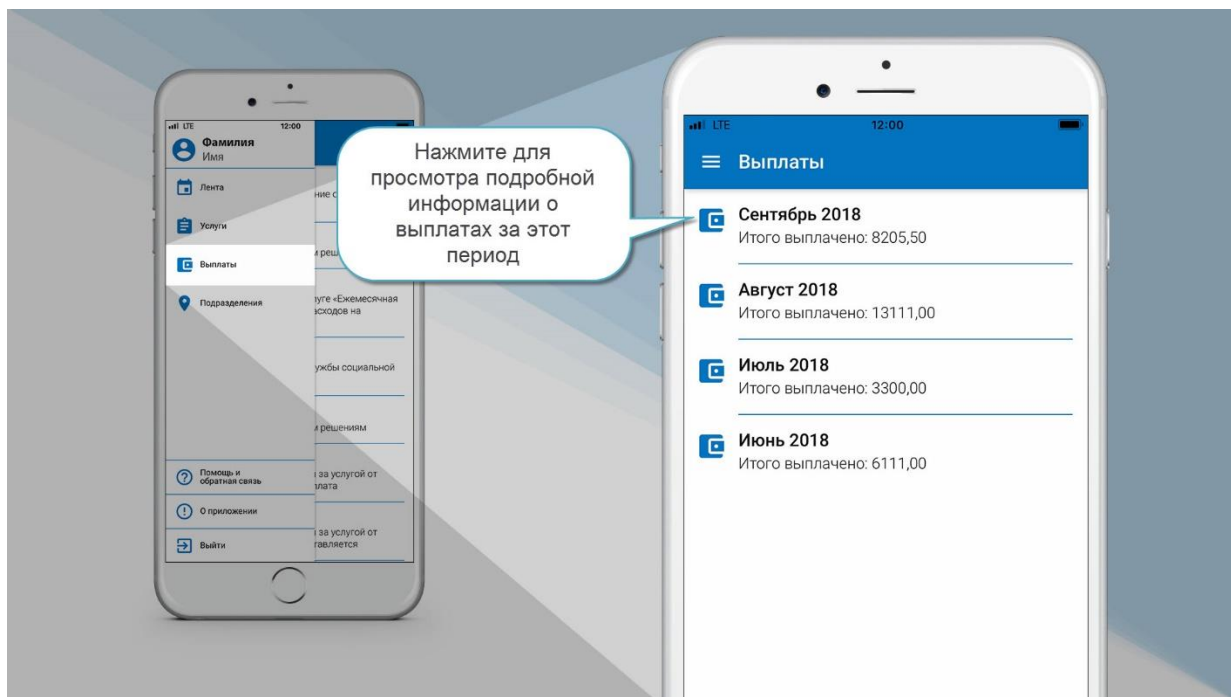 LTE 12:00
Фамилия
Имя
Лента
Услуги
Выплаты
Подразделения
Помощь и
обратная связь
О приложении
Выйти
ние с
м реш
луге «Ежемесячная
асходов на
ужбы социальной
м решениям
за услугой от
плата
за услугой от
тавляется
Нажмите для
просмотра подробной
информации о
выплатах за этот
период
LTE 12:00
Выплаты
Сентябрь 2018
Итого выплачено: 8205,50
Август 2018
Итого выплачено: 13111,00
Июль 2018
Итого выплачено: 3300,00
Июнь 2018
Итого выплачено: 6111,00